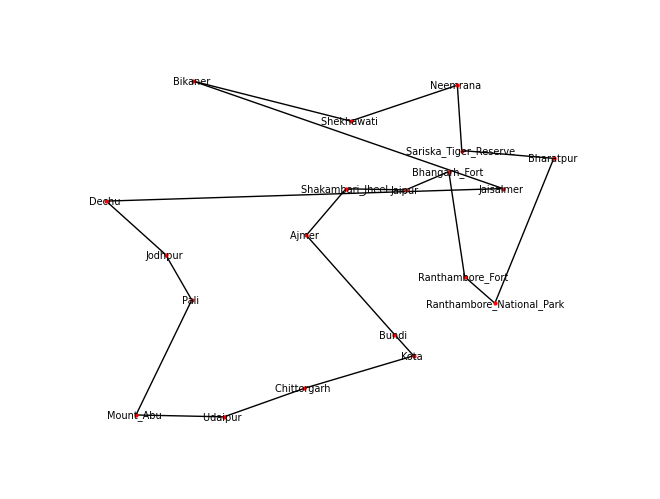 Bikaner
Neemrana
Shekhawati
Sariska_Tiger_Reserve
Bharatpur
Bhangarh_Fort
Shakambari_Jheel
Jaipur
Jaisalmer
Dechu
Ajmer
Jodhpur
Ranthambore_Fort
Pali
Ranthambore_National_Park
Bundi
Kota
Chittorgarh
Mount_Abu
Udaipur